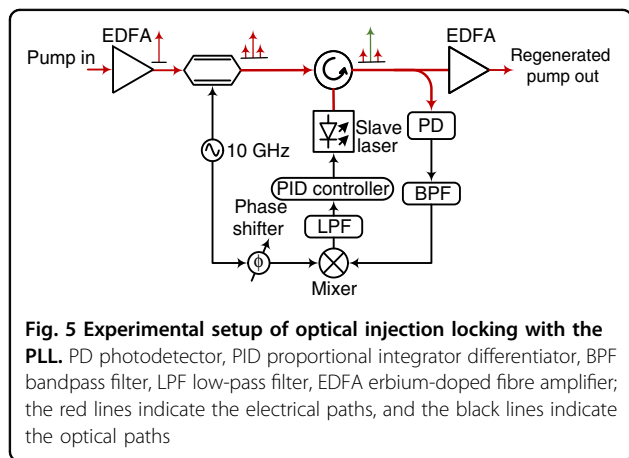 EDFA
EDFA
Pump in
Regenerated
pump out
PD
Slave
laser
10 GHz
PID controller
BPF
Phase
shifter
LPF
ϕ
Mixer
Fig. 5 Experimental setup of optical injection locking with the
PLL. PD photodetector, PID proportional integrator differentiator, BPF
bandpass filter, LPF low-pass filter, EDFA erbium-doped fibre amplifier;
the red lines indicate the electrical paths, and the black lines indicate
the optical paths